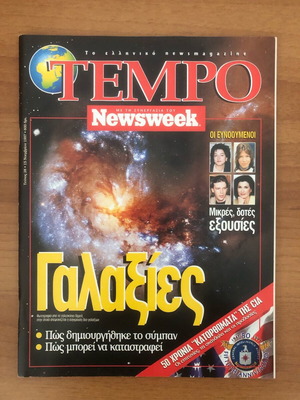 Το ελληνικό newsmagazine
ΤΕΜΡΟ
ΜΕ ΤΗ ΣΥΝΕΡΓΑΣΙΑ ΤΟΥ
Newsweek
ΟΙ ΕΥΝΟΟΥΜΕΝΟΙ
Μικρές, δοτές
εξουσίες
Γαλαξίες
• Πώς δημιουργήθηκε το σύμπαν
• Πώς μπορεί να καταστραφεί
50 ΧΡΟΝΙΑ "ΚΑΤΟΡΘΩΜΑΤΑ" ΤΗΣ CIA